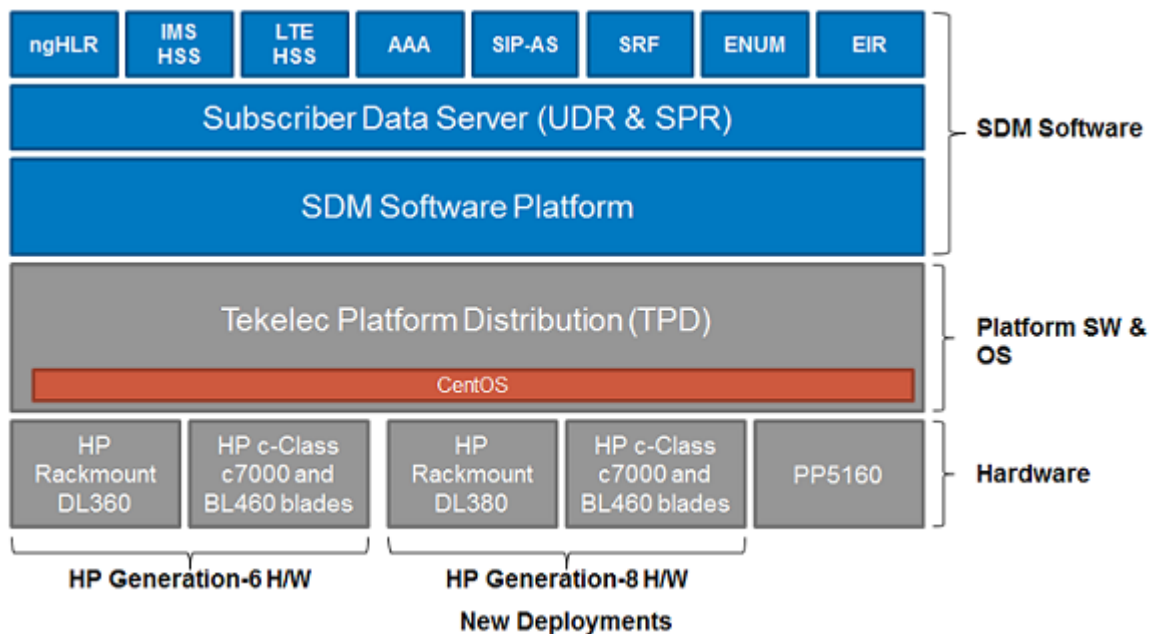 ngHLR
IMS
HSS
LTE
HSS
AAA
SIP-AS
SRF
ENUM
EIR
Subscriber Data Server (UDR & SPR)
SDM Software
SDM Software Platform
Tekelec Platform Distribution (TPD)
Platform SW &
OS
CentOS
HP
Rackmount
DL360
HP c-Class
c7000 and
BL460 blades
HP
Rackmount
DL380
HP c-Class
c7000 and
BL460 blades
PP5160
Hardware
HP Generation-6 H/W
HP Generation-8 H/W
New Deployments